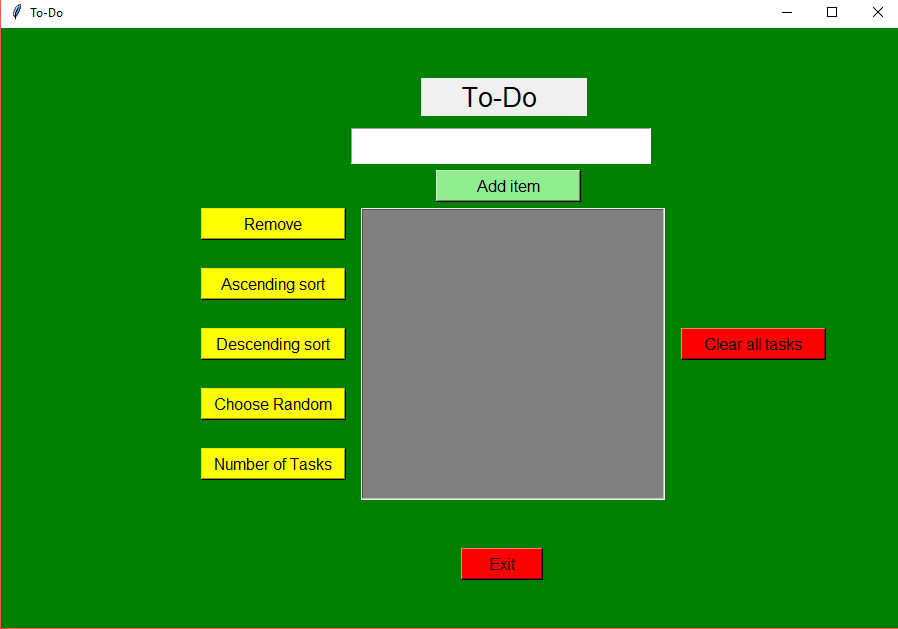 To-Do
To-Do
Add item
Remove
Ascending sort
Descending sort
Clear all tasks
Choose Random
Number of Tasks
Exit